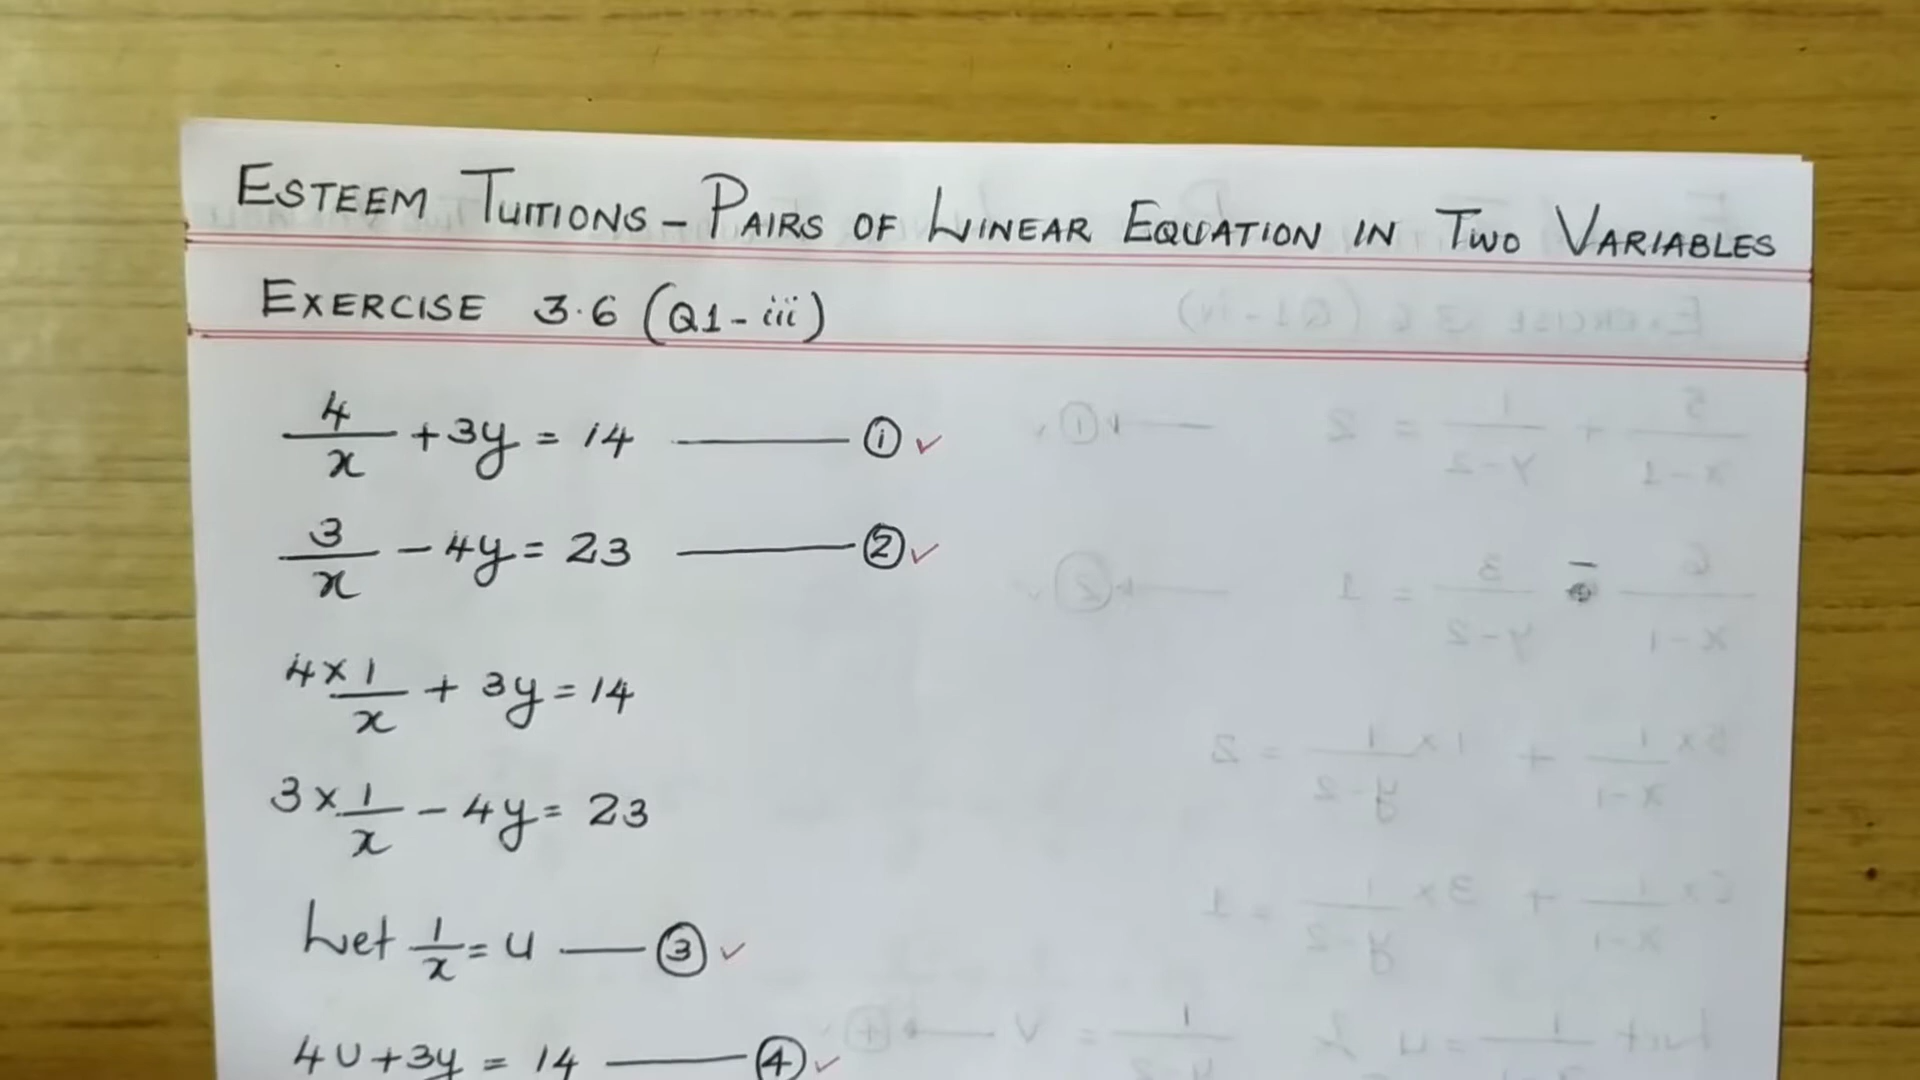 ESTEEM TUITIONS – PAIRS OF LINEAR EQUATION IN TWO VARIABLES
EXERCISE 3.6 (Q1-iii)
4/x + 3y = 14 ——— ① ✓
3/x - 4y = 23 ——— ② ✓
4 × 1/x + 3y = 14
3 × 1/x - 4y = 23
Let 1/x = u ——— ③ ✓
4u + 3y = 14 ——— ④ ✓